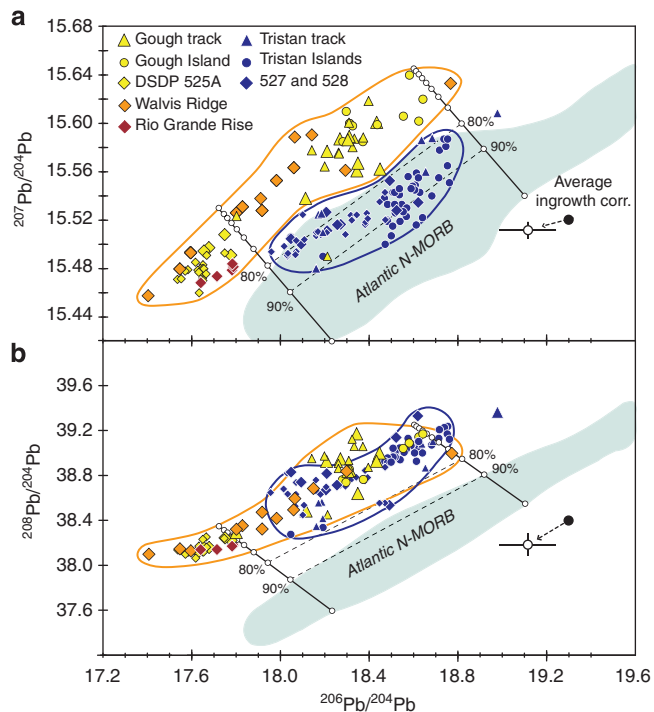 a
15.68
15.64
15.60
15.56
15.52
15.48
15.44
207Pb/204Pb
Gough track
Gough Island
DSDP 525A
Walvis Ridge
Rio Grande Rise
Tristan track
Tristan Islands
527 and 528
80%
90%
Average
ingrowth corr.
80%
90%
Atlantic N-MORB
b
39.6
39.2
38.8
38.4
38.0
37.6
208Pb/204Pb
80%
90%
80%
90%
Atlantic N-MORB
17.2 17.6 18.0 18.4 18.8 19.2 19.6
206Pb/204Pb